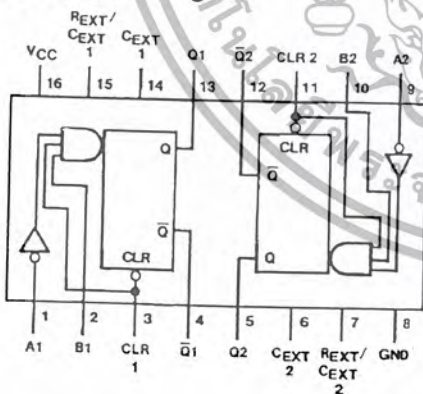 REXT/
CEXT CEXT
VCC 1 1 Q1 Q̄2 CLR 2 B2 A2
16 15 14 13 12 11 10 9
Q CLR
Q̄
Q̄
CLR Q
1 2 3 4 5 6 7 8
A1 B1 CLR Q̄1 Q2 CEXT REXT/ GND
1 2 CEXT
2